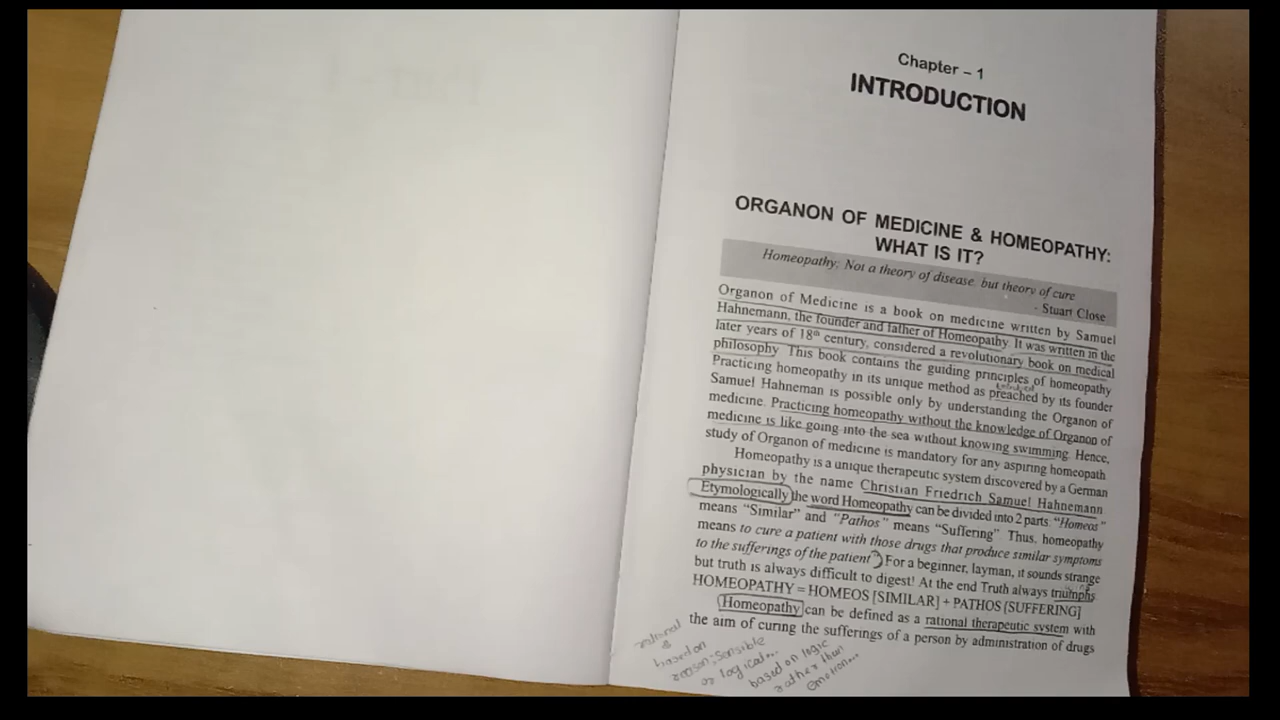 Chapter – 1
INTRODUCTION
ORGANON OF MEDICINE & HOMEOPATHY:
WHAT IS IT?
Homeopathy: Not a theory of disease, but theory of cure
- Stuart Close
Organon of Medicine is a book on medicine written by Samuel
Hahnemann, the founder and father of Homeopathy. It was written in the
later years of 18th century, considered a revolutionary book on medical
philosophy. This book contains the guiding principles of homeopathy
Practicing homeopathy in its unique method as preached by its founder
Samuel Hahneman is possible only by understanding the Organon of
medicine. Practicing homeopathy without the knowledge of Organon of
medicine is like going into the sea without knowing swimming. Hence,
study of Organon of medicine is mandatory for any aspiring homeopath
Homeopathy is a unique therapeutic system discovered by a German
physician by the name Christian Friedrich Samuel Hahnemann
Etymologically the word Homeopathy can be divided into 2 parts: "Homeos"
means "Similar" and "Pathos" means "Suffering". Thus, homeopathy
means to cure a patient with those drugs that produce similar symptoms
to the sufferings of the patient. For a beginner, layman, it sounds strange
but truth is always difficult to digest! At the end Truth always triumphs
HOMEOPATHY = HOMEOS [SIMILAR] + PATHOS [SUFFERING]
Homeopathy can be defined as a rational therapeutic system with
the aim of curing the sufferings of a person by administration of drugs
rational
based on
reason, sensible
or logical...
based on logic
rather than
emotion...